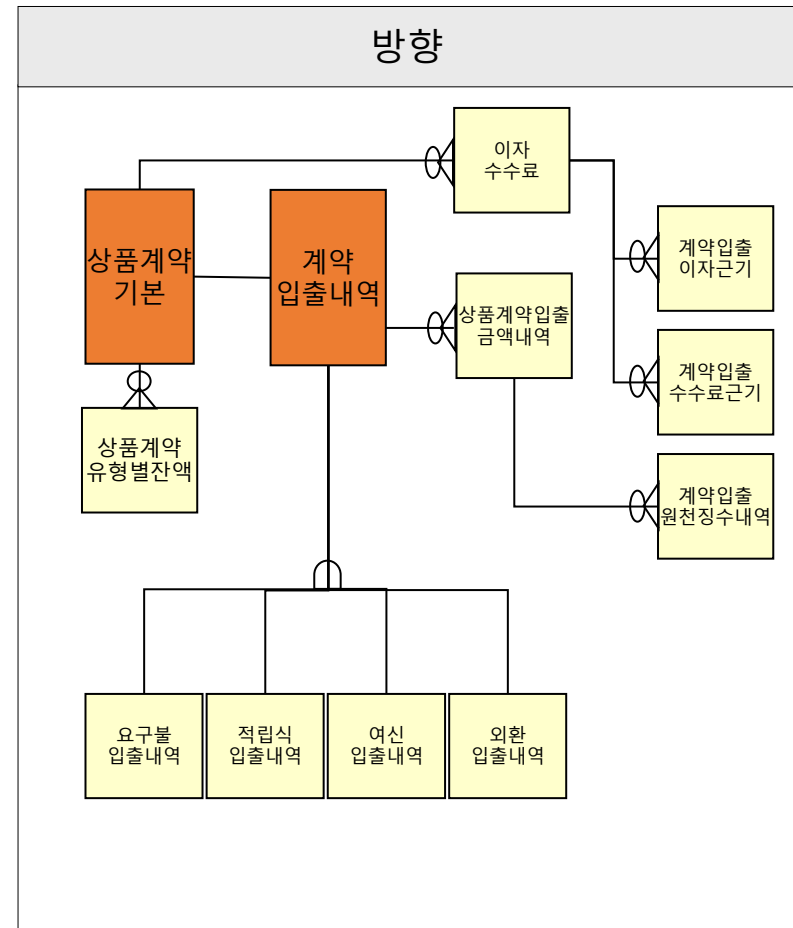 방향
이자
수수료
상품계약
기본
계약
입출내역
계약입출
이자근기
상품계약입출
금액내역
계약입출
수수료근기
상품계약
유형별잔액
계약입출
원천징수내역
요구불
입출내역
적립식
입출내역
여신
입출내역
외환
입출내역